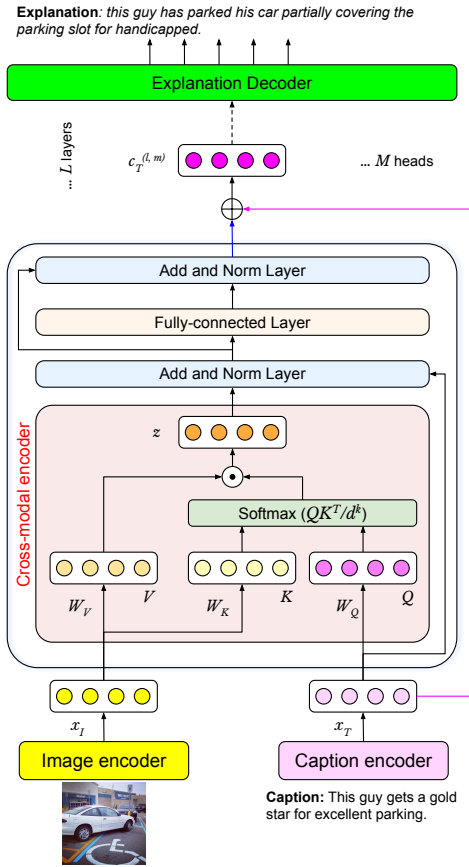 Explanation: this guy has parked his car partially covering the
parking slot for handicapped.
Explanation Decoder
... L layers
c_T^(l, m)
... M heads
Add and Norm Layer
Fully-connected Layer
Add and Norm Layer
Cross-modal encoder
z
Softmax (QK^T/d^k)
W_V
V
W_K
K
W_Q
Q
x_I
x_T
Image encoder
Caption encoder
Caption: This guy gets a gold
star for excellent parking.